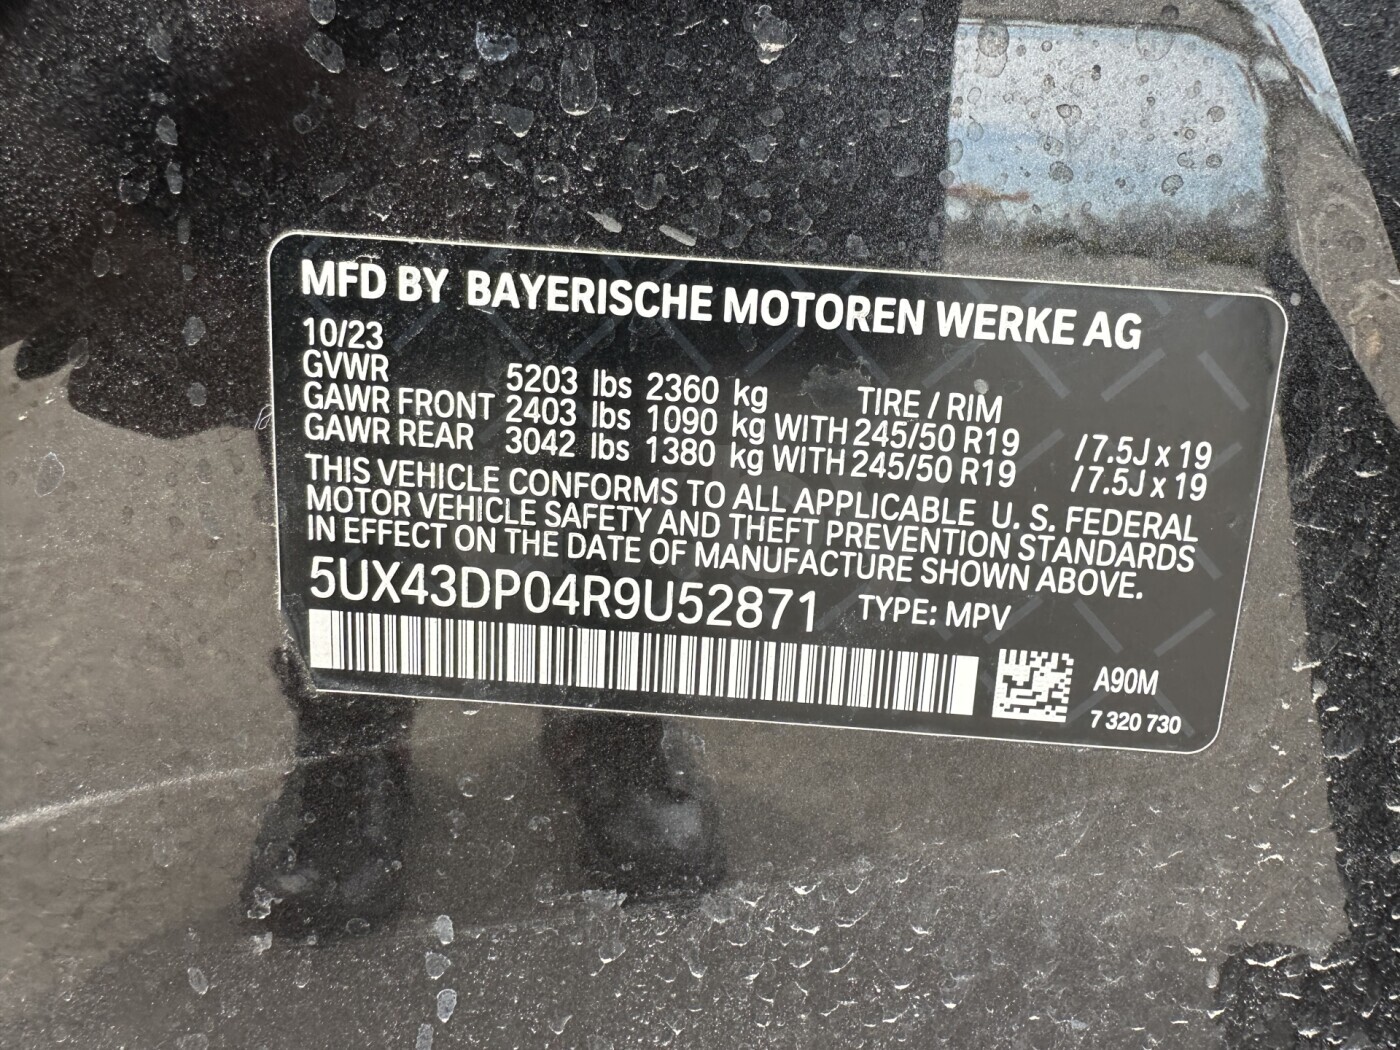 MFD BY BAYERISCHE MOTOREN WERKE AG
10/23
GVWR 5203 lbs 2360 kg TIRE / RIM
GAWR FRONT 2403 lbs 1090 kg WITH 245/50 R19 /7.5J x 19
GAWR REAR 3042 lbs 1380 kg WITH 245/50 R19 /7.5J x 19
THIS VEHICLE CONFORMS TO ALL APPLICABLE U. S. FEDERAL
MOTOR VEHICLE SAFETY AND THEFT PREVENTION STANDARDS
IN EFFECT ON THE DATE OF MANUFACTURE SHOWN ABOVE.
5UX43DP04R9U52871 TYPE: MPV
A90M
7 320 730